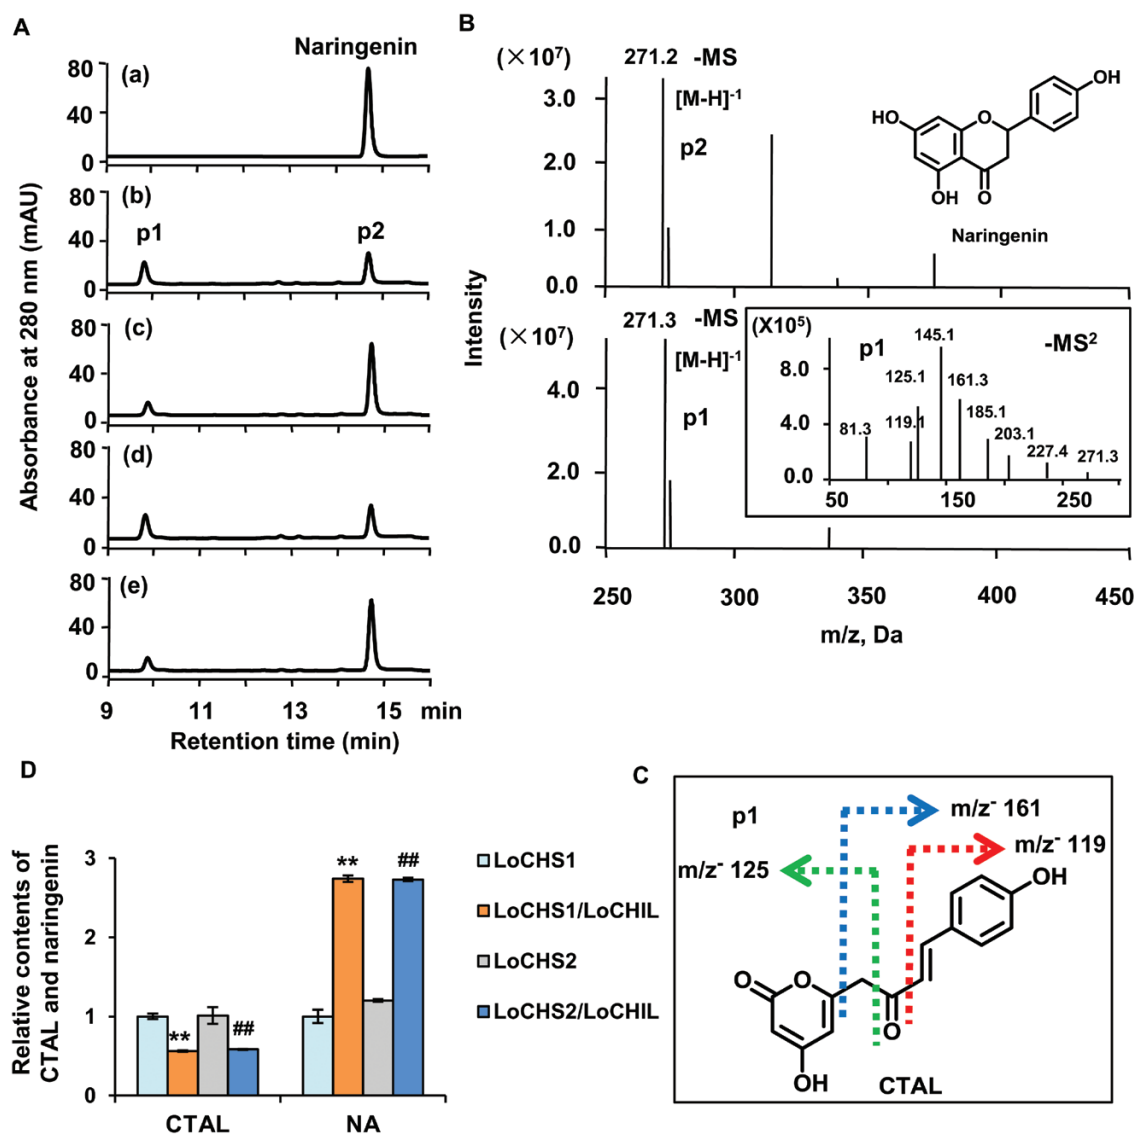 A
Naringenin
80
(a)
40
0
80
(b)
p1
p2
40
0
80
(c)
40
0
80
(d)
40
0
80
(e)
40
0
9
11
13
15
min
Retention time (min)
Absorbance at 280 nm (mAU)
B
(×10⁷)
271.2
-MS
[M-H]⁻¹
p2
3.0
2.0
1.0
0.0
OH
HO
O
OH
O
Naringenin
Intensity
(×10⁷)
271.3
-MS
[M-H]⁻¹
p1
4.0
2.0
0.0
(X10⁵)
p1
145.1
-MS²
8.0
125.1
161.3
4.0
81.3
119.1
185.1
203.1
227.4
271.3
0.0
50
150
250
250
300
350
400
450
m/z, Da
D
Relative contents of
CTAL and naringenin
3
2
1
0
**
##
**
##
CTAL
NA
LoCHS1
LoCHS1/LoCHIL
LoCHS2
LoCHS2/LoCHIL
C
p1
m/z⁻ 161
m/z⁻ 119
m/z⁻ 125
OH
O
O
O
OH
CTAL